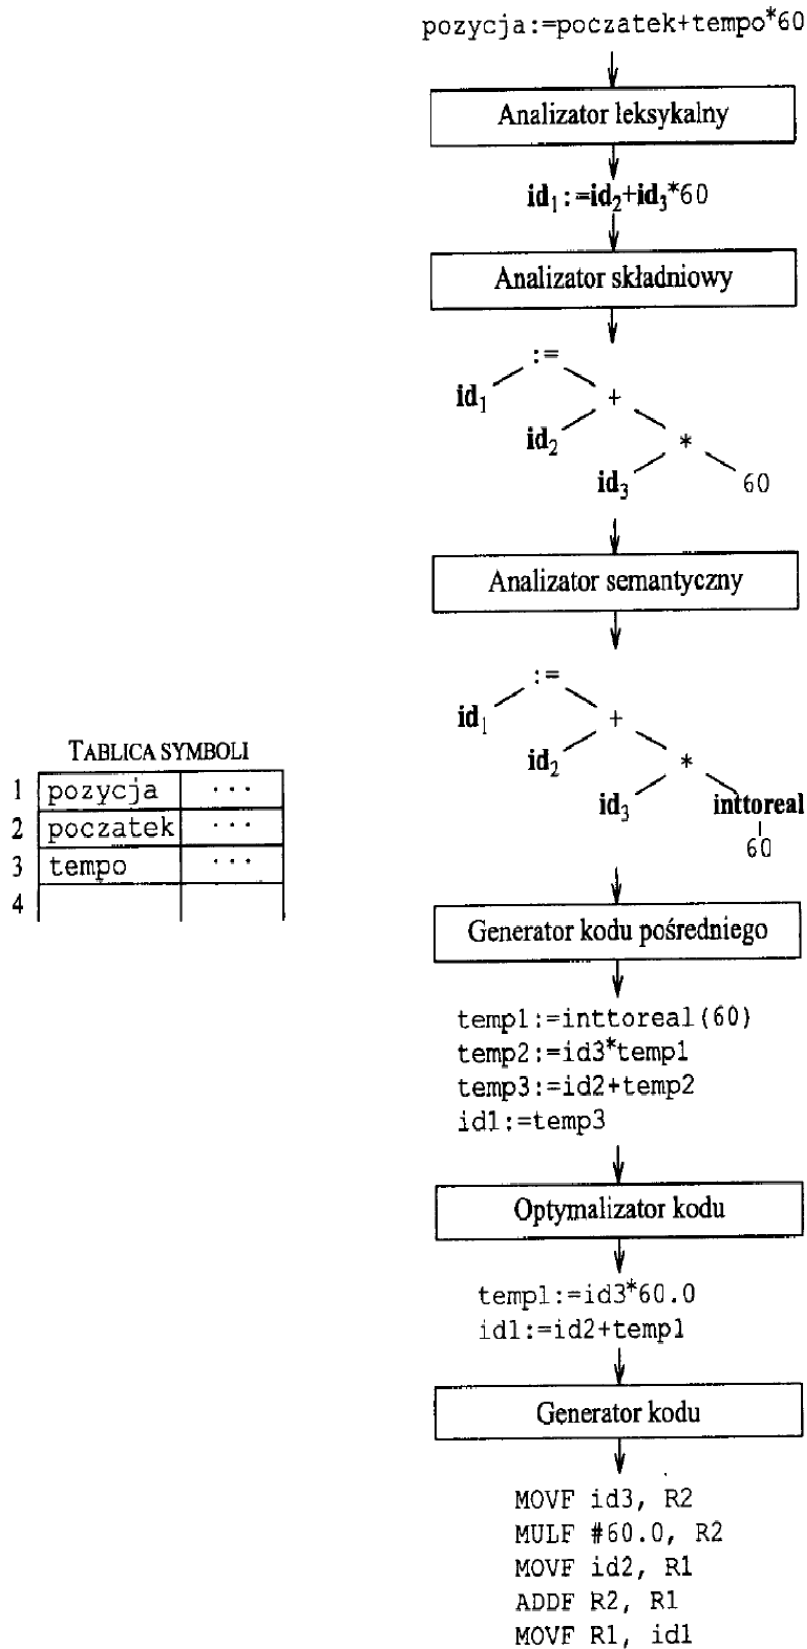 pozycja:=poczatek+tempo*60
Analizator leksykalny
id1:=id2+id3*60
Analizator składniowy
:=
id1 +
id2 *
id3 60
Analizator semantyczny
:=
id1 +
id2 *
id3 inttoreal
60
TABLICA SYMBOLI
1 pozycja ...
2 poczatek ...
3 tempo ...
4
Generator kodu pośredniego
temp1:=inttoreal(60)
temp2:=id3*temp1
temp3:=id2+temp2
id1:=temp3
Optymalizator kodu
temp1:=id3*60.0
id1:=id2+temp1
Generator kodu
MOVF id3, R2
MULF #60.0, R2
MOVF id2, R1
ADDF R2, R1
MOVF R1, id1